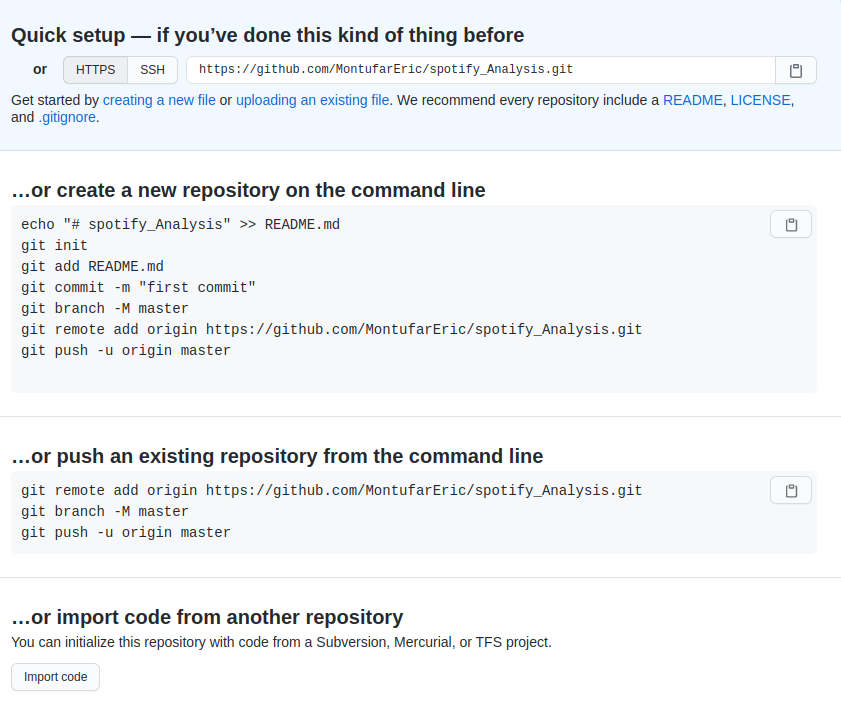 Quick setup — if you’ve done this kind of thing before
or HTTPS SSH https://github.com/MontufarEric/spotify_Analysis.git
Get started by creating a new file or uploading an existing file. We recommend every repository include a README, LICENSE,
and .gitignore.
…or create a new repository on the command line
echo "# spotify_Analysis" >> README.md
git init
git add README.md
git commit -m "first commit"
git branch -M master
git remote add origin https://github.com/MontufarEric/spotify_Analysis.git
git push -u origin master
…or push an existing repository from the command line
git remote add origin https://github.com/MontufarEric/spotify_Analysis.git
git branch -M master
git push -u origin master
…or import code from another repository
You can initialize this repository with code from a Subversion, Mercurial, or TFS project.
Import code